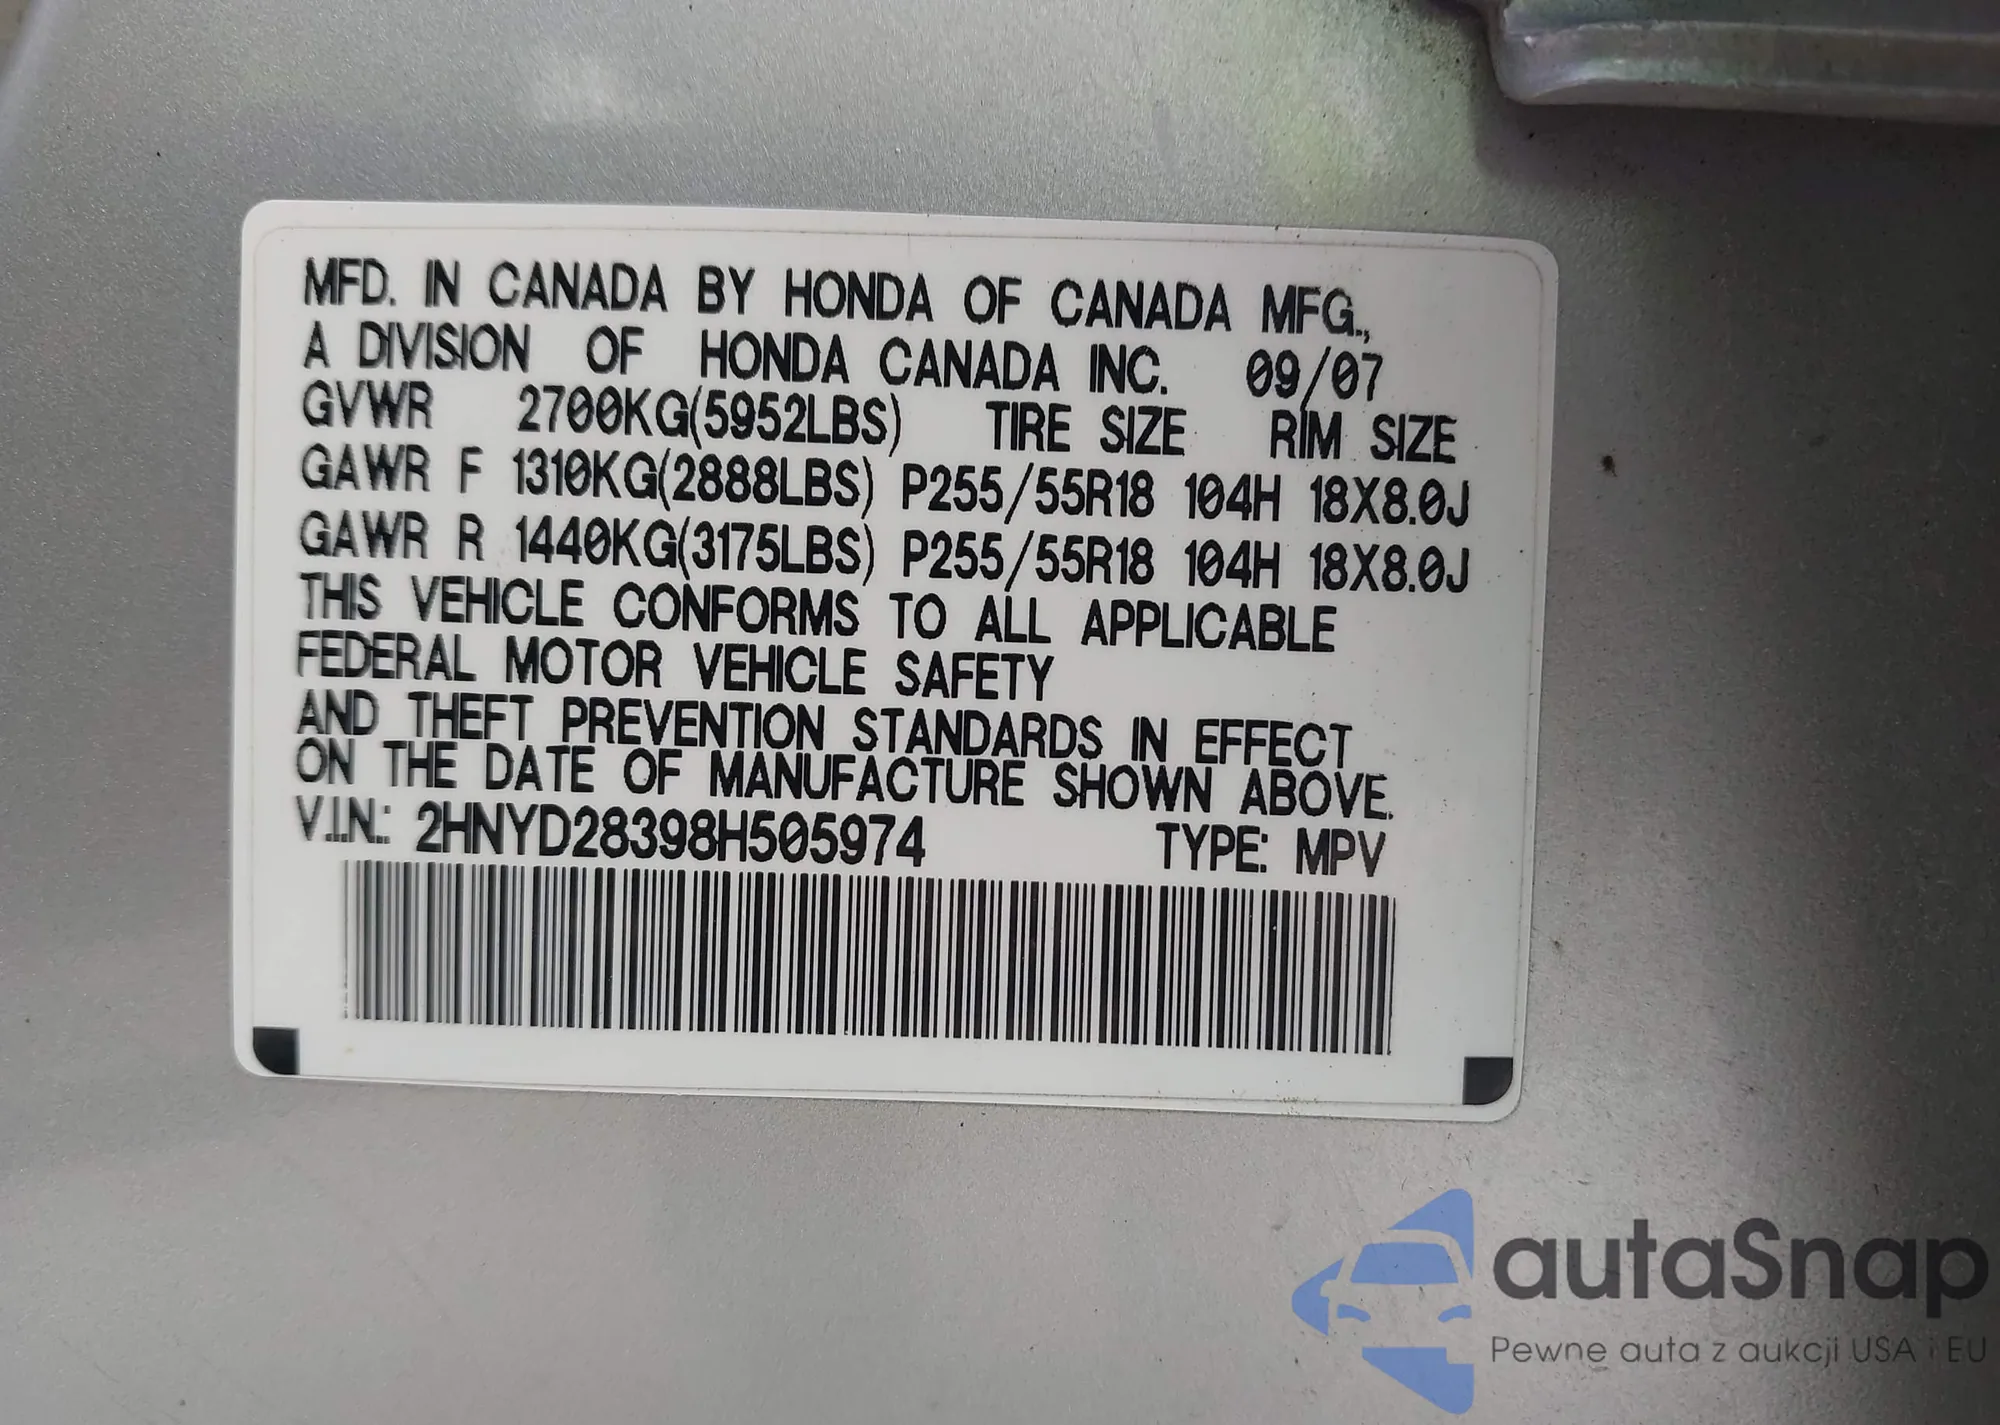 MFD. IN CANADA BY HONDA OF CANADA MFG.,
A DIVISION OF HONDA CANADA INC. 09/07
GVWR 2700KG(5952LBS) TIRE SIZE RIM SIZE
GAWR F 1310KG(2888LBS) P255/55R18 104H 18X8.0J
GAWR R 1440KG(3175LBS) P255/55R18 104H 18X8.0J
THIS VEHICLE CONFORMS TO ALL APPLICABLE
FEDERAL MOTOR VEHICLE SAFETY
AND THEFT PREVENTION STANDARDS IN EFFECT
ON THE DATE OF MANUFACTURE SHOWN ABOVE.
V.I.N.: 2HNYD28398H505974 TYPE: MPV
autaSnap
Pewne auta z aukcji USA i EU